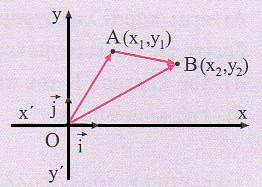 y
A(x₁,y₁)
B(x₂,y₂)
j⃗
x´
x
O
i⃗
y´